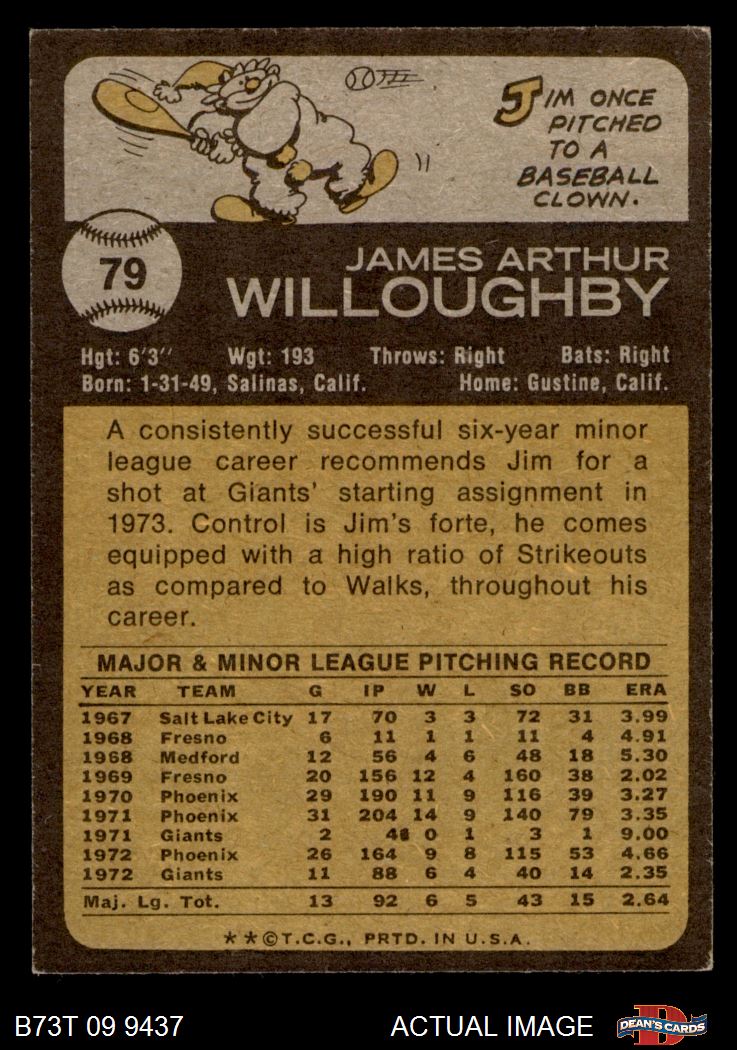 JIM ONCE
PITCHED
TO A
BASEBALL
CLOWN.
79
JAMES ARTHUR
WILLOUGHBY
Hgt: 6'3" Wgt: 193 Throws: Right Bats: Right
Born: 1-31-49, Salinas, Calif. Home: Gustine, Calif.
A consistently successful six-year minor
league career recommends Jim for a
shot at Giants' starting assignment in
1973. Control is Jim's forte, he comes
equipped with a high ratio of Strikeouts
as compared to Walks, throughout his
career.
MAJOR & MINOR LEAGUE PITCHING RECORD
YEAR TEAM G IP W L SO BB ERA
1967 Salt Lake City 17 70 3 3 72 31 3.99
1968 Fresno 6 11 1 1 11 4 4.91
1968 Medford 12 56 4 6 48 18 5.30
1969 Fresno 20 156 12 4 160 38 2.02
1970 Phoenix 29 190 11 9 116 39 3.27
1971 Phoenix 31 204 14 9 140 79 3.35
1971 Giants 2 4 0 1 3 1 9.00
1972 Phoenix 26 164 9 8 115 53 4.66
1972 Giants 11 88 6 4 40 14 2.35
Maj. Lg. Tot. 13 92 6 5 43 15 2.64
**©T.C.G., PRTD. IN U.S.A.
B73T 09 9437 ACTUAL IMAGE D DEAN'S CARDS